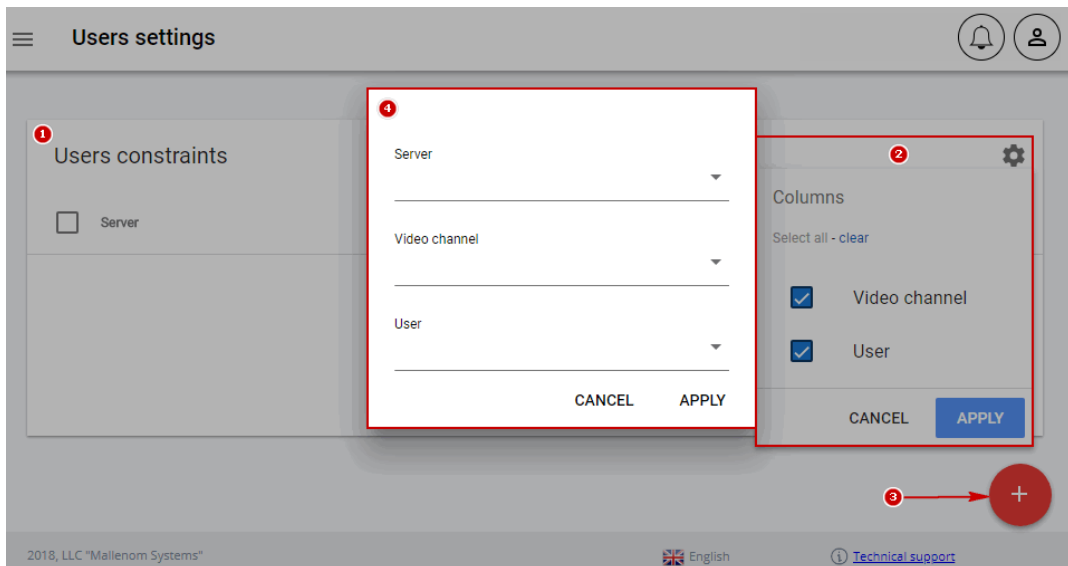 Users settings
4
1
Users constraints
Server
2
Server
Columns
Select all - clear
Video channel
Video channel
User
User
CANCEL APPLY
CANCEL APPLY
3
+
2018, LLC "Mallenom Systems"
English
i Technical support